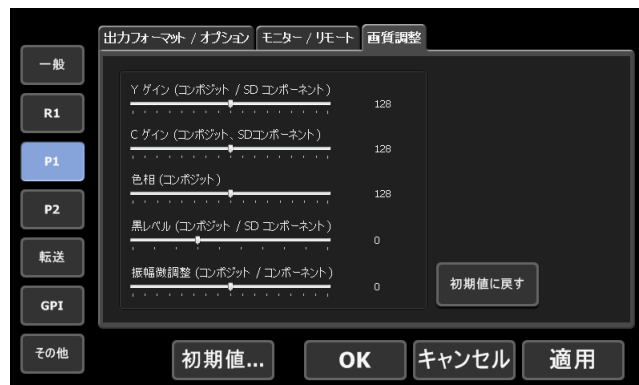 出力フォーマット / オプション モニター / リモート 画質調整
一般
R1
P1
P2
転送
GPI
その他
Y ゲイン (コンポジット / SD コンポーネント)
128
C ゲイン (コンポジット、SDコンポーネント)
128
色相 (コンポジット)
128
黒レベル (コンポジット / SD コンポーネント)
0
振幅微調整 (コンポジット / コンポーネント)
0
初期値に戻す
初期値... OK キャンセル 適用